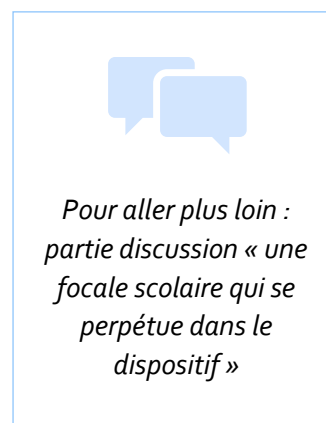 Pour aller plus loin :
partie discussion « une
focale scolaire qui se
perpétue dans le
dispositif »